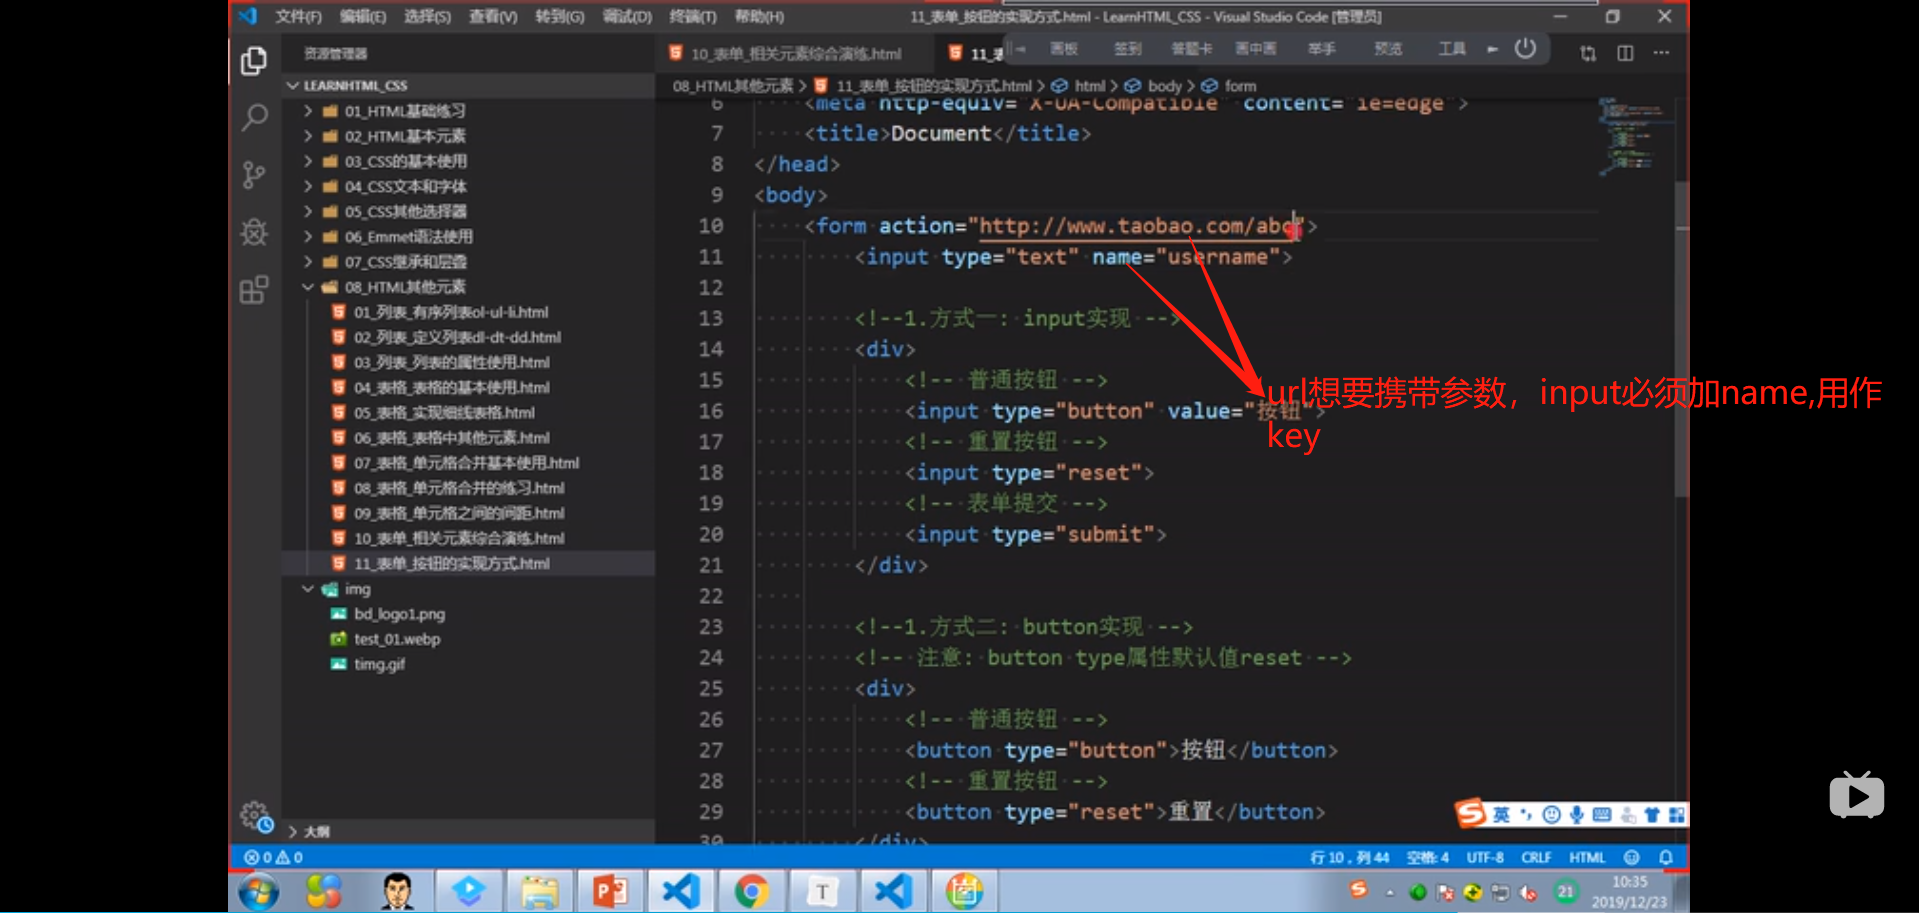 文件(F) 编辑(E) 选择(S) 查看(V) 转到(G) 调试(D) 终端(T) 帮助(H) 11_表单_按钮的实现方式.html - LearnHTML_CSS - Visual Studio Code [管理员]
画板 签到 答题卡 画中画 举手 预览 工具
资源管理器
10_表单_相关元素综合演练.html
11_表
LEARNHTML_CSS
01_HTML基础练习
02_HTML基本元素
03_CSS的基本使用
04_CSS文本和字体
05_CSS其他选择器
06_Emmet语法使用
07_CSS继承和层叠
08_HTML其他元素
01_列表_有序列表ol-ul-li.html
02_列表_定义列表dl-dt-dd.html
03_列表_列表的属性使用.html
04_表格_表格的基本使用.html
05_表格_实现细线表格.html
06_表格_表格中其他元素.html
07_表格_单元格合并基本使用.html
08_表格_单元格合并的练习.html
09_表格_单元格之间的间距.html
10_表单_相关元素综合演练.html
11_表单_按钮的实现方式.html
img
bd_logo1.png
test_01.webp
timg.gif
大纲
08_HTML其他元素 > 11_表单_按钮的实现方式.html > html > body > form
6 <meta http-equiv="X-UA-Compatible" content="ie=edge">
7 <title>Document</title>
8 </head>
9 <body>
10 <form action="http://www.taobao.com/abc">
11 <input type="text" name="username">
12
13 <!--1.方式一: input实现 -->
14 <div>
15 <!-- 普通按钮 -->
16 <input type="button" value="按钮">
17 <!-- 重置按钮 -->
18 <input type="reset">
19 <!-- 表单提交 -->
20 <input type="submit">
21 </div>
22
23 <!--1.方式二: button实现 -->
24 <!-- 注意: button type属性默认值reset -->
25 <div>
26 <!-- 普通按钮 -->
27 <button type="button">按钮</button>
28 <!-- 重置按钮 -->
29 <button type="reset">重置</button>
30 </div>
url想要携带参数，input必须加name,用作
key
英
0 0 行 10，列 44 空格: 4 UTF-8 CRLF HTML
21
10:35
2019/12/23